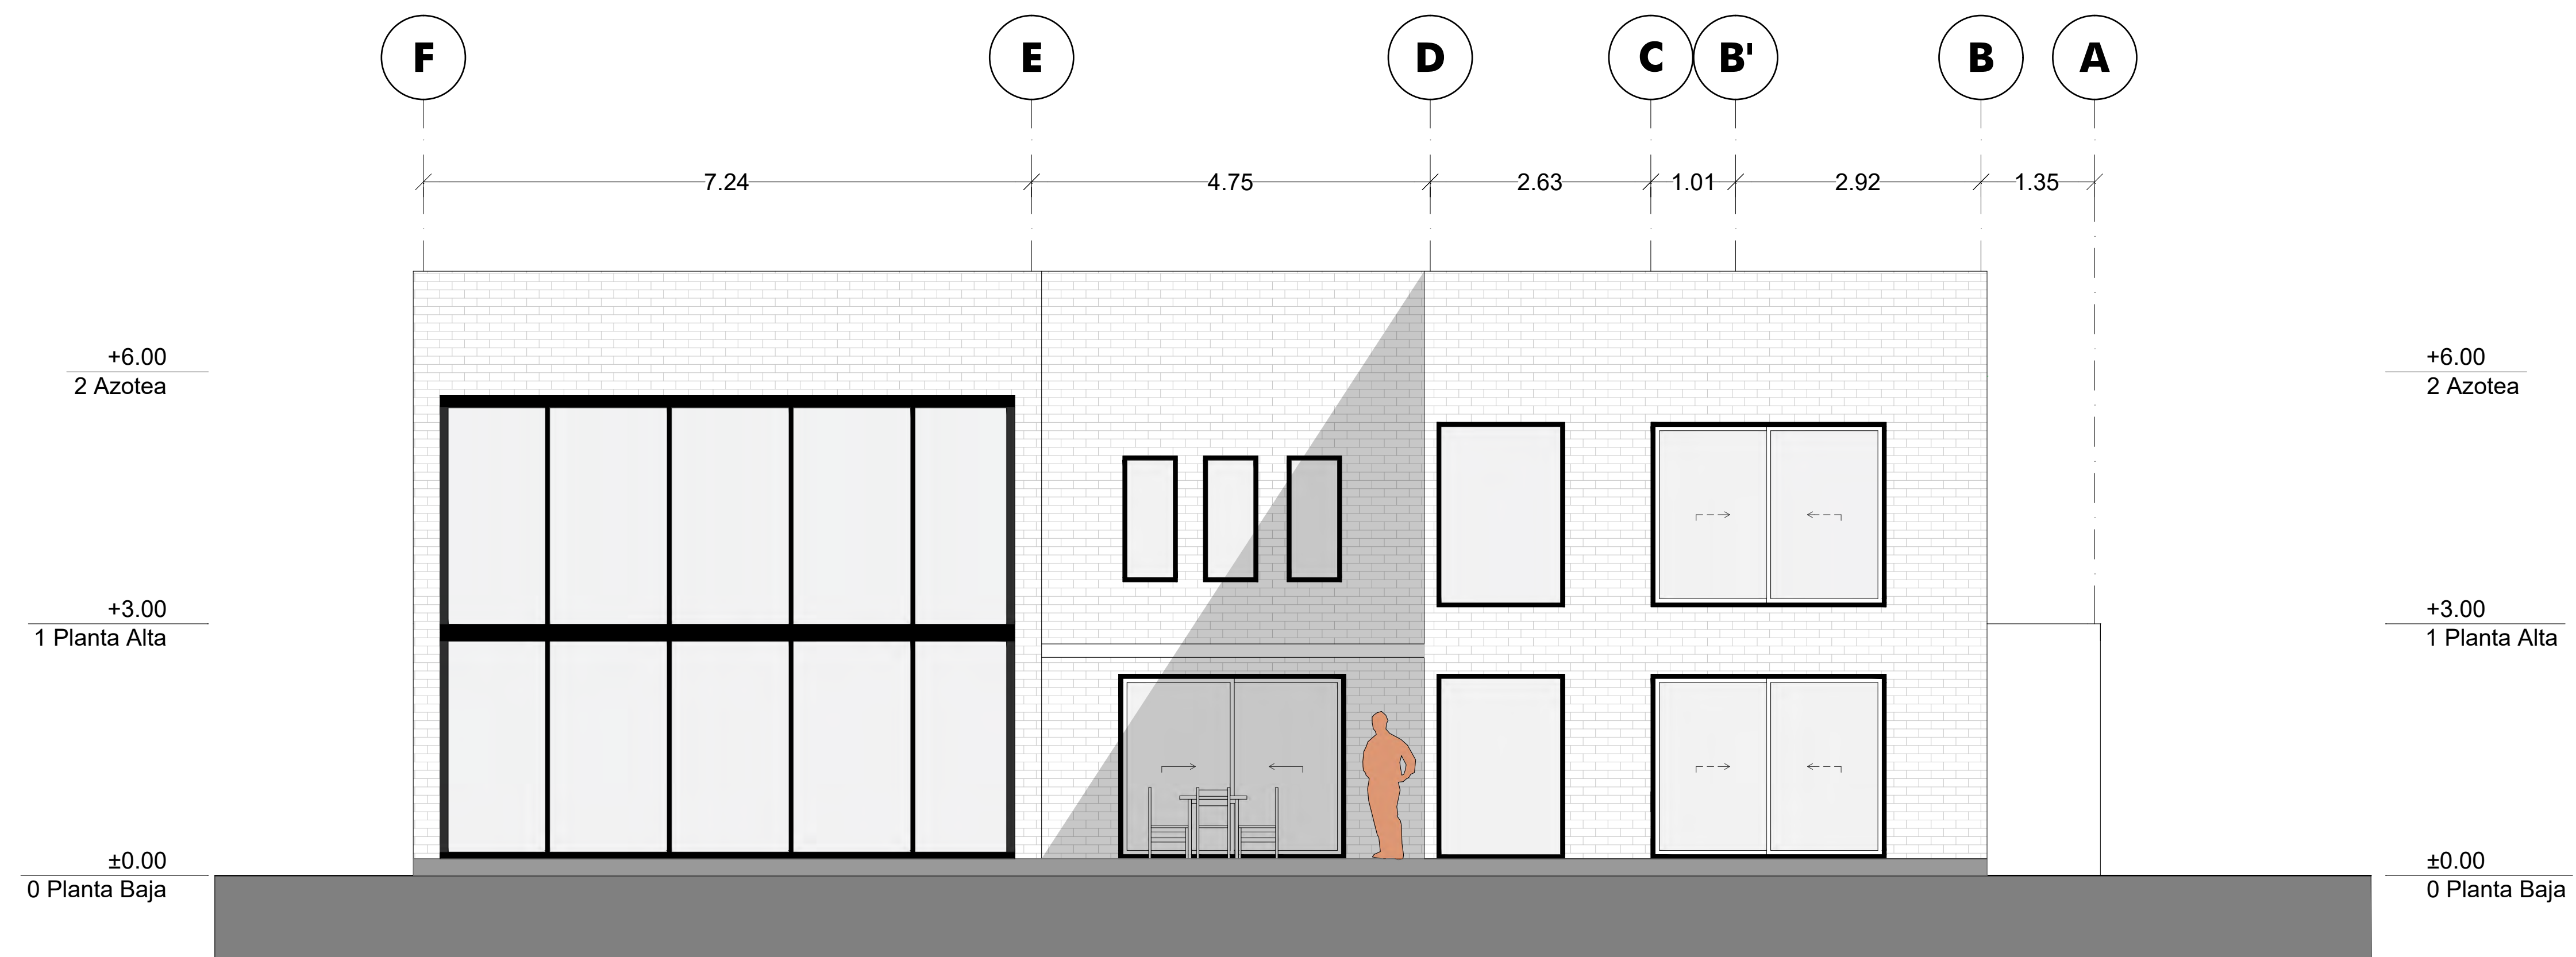 F E D C B' B A
7.24 4.75 2.63 1.01 2.92 1.35
+6.00
2 Azotea
+3.00
1 Planta Alta
±0.00
0 Planta Baja
+6.00
2 Azotea
+3.00
1 Planta Alta
±0.00
0 Planta Baja